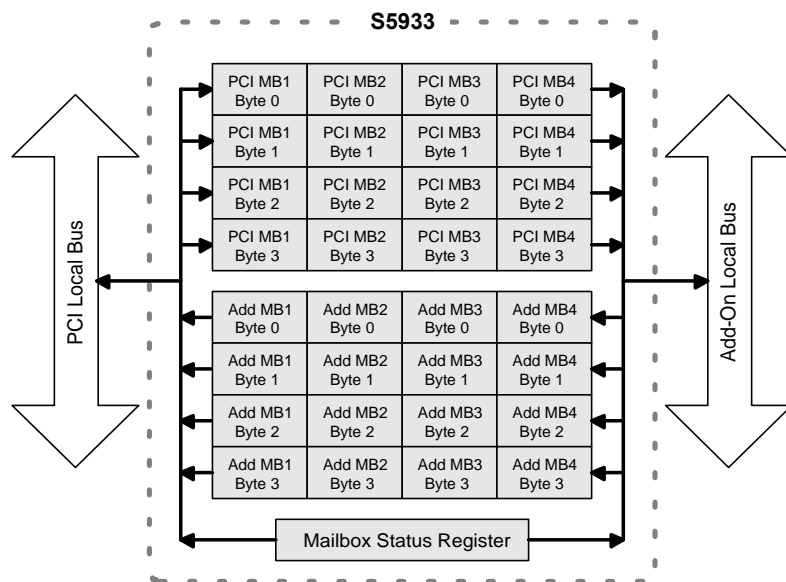 S5933
PCI MB1 Byte 0
PCI MB2 Byte 0
PCI MB3 Byte 0
PCI MB4 Byte 0
PCI MB1 Byte 1
PCI MB2 Byte 1
PCI MB3 Byte 1
PCI MB4 Byte 1
PCI MB1 Byte 2
PCI MB2 Byte 2
PCI MB3 Byte 2
PCI MB4 Byte 2
PCI MB1 Byte 3
PCI MB2 Byte 3
PCI MB3 Byte 3
PCI MB4 Byte 3
PCI Local Bus
Add-On Local Bus
Add MB1 Byte 0
Add MB2 Byte 0
Add MB3 Byte 0
Add MB4 Byte 0
Add MB1 Byte 1
Add MB2 Byte 1
Add MB3 Byte 1
Add MB4 Byte 1
Add MB1 Byte 2
Add MB2 Byte 2
Add MB3 Byte 2
Add MB4 Byte 2
Add MB1 Byte 3
Add MB2 Byte 3
Add MB3 Byte 3
Add MB4 Byte 3
Mailbox Status Register